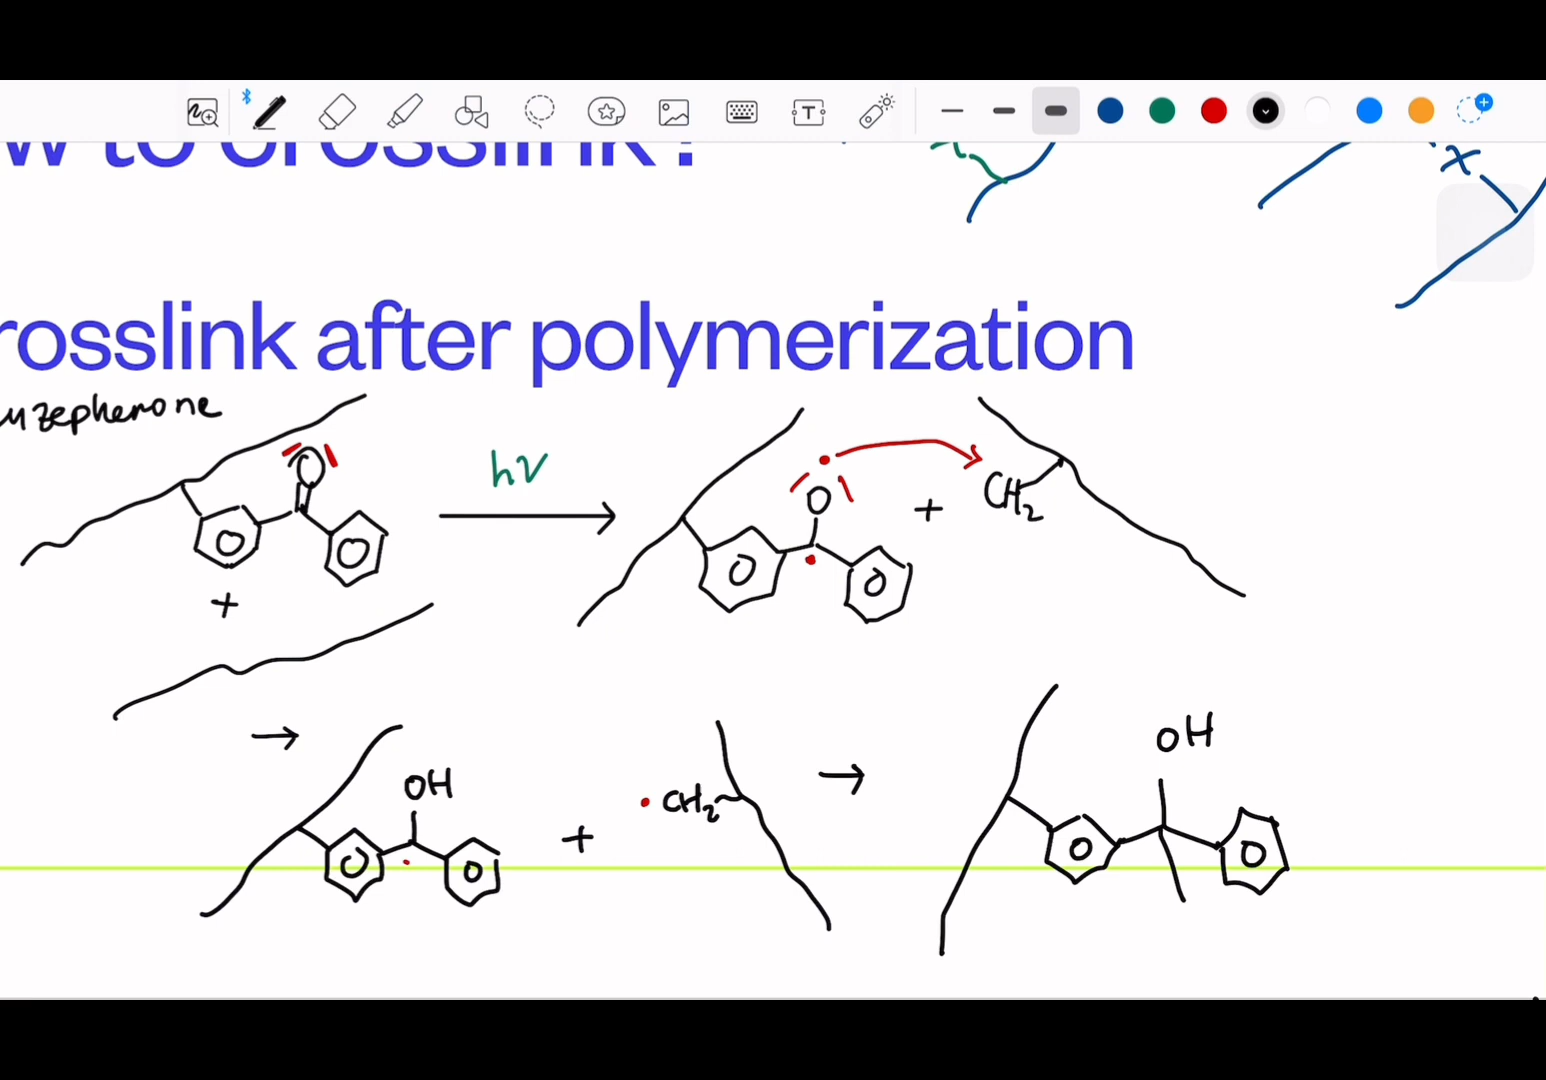 w to crosslink?
x
rosslink after polymerization
nzepherone
hν
O
O
+
CH₂
+
OH
OH
+
·CH₂